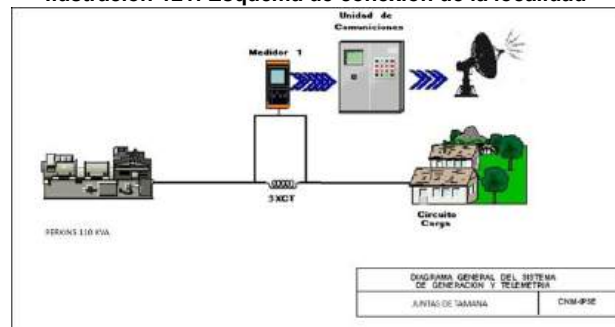 Ilustración 121. Esquema de conexión de la localidad
Unidad de
Comuniciones
Medidor 1
3XCT
Circuito
Carga
PERKINS 110 KVA
DIAGRAMA GENERAL DEL SISTEMA
DE GENERACION Y TELEMETRIA
JUNTAS DE TAMANA
CNM-IPSE